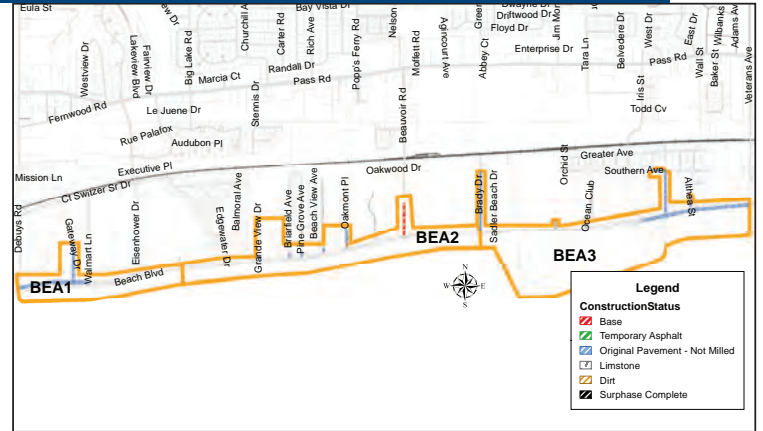 Eula St
Bay Vista Dr
Driftwood Dr
Floyd Dr
Enterprise Dr
Westview Dr
Lakeview Blvd
Fairview Dr
Big Lake Rd
Churchill A
Carter Rd
Rich Ave
Popp's Ferry Rd
Nelson
Moffett Rd
Agincourt Ave
Green
Abbey Ct
Jim Mon
Tara Ln
Belvedere Dr
West Dr
East Dr
Wall St
Baker St
Wilbanks
Adams Av
Veterans Ave
Marcia Ct
Randall Dr
Pass Rd
Pass Rd
Fernwood Rd
Le Juene Dr
Stennis Dr
Beauvoir Rd
Iris St
Todd Cv
Rue Palafox
Audubon Pl
Mission Ln
Executive Pl
Oakwood Dr
Orchid St
Greater Ave
Southern Ave
Ct Switzer Sr Dr
Debuys Rd
Gateway Dr
Walmart Ln
Eisenhower Dr
Edgewater Dr
Balmoral Ave
Grande View Dr
Briarfield Ave
Pine Grove Ave
Beach View Ave
Oakmont Pl
Brady Dr
Sadler Beach Dr
Ocean Club
Althea St
BEA1
Beach Blvd
BEA2
BEA3
N
W
E
S
Legend
ConstructionStatus
Base
Temporary Asphalt
Original Pavement - Not Milled
Limstone
Dirt
Surphase Complete